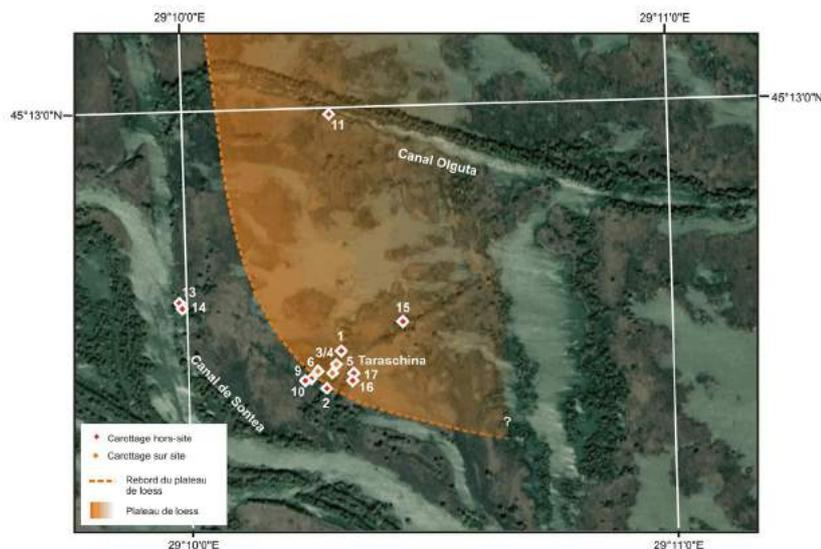 29°10'0"E
29°11'0"E
45°13'0"N
45°13'0"N
11
Canal Olguta
13
14
15
1
3/4
Taraschina
6
5
9
17
10
16
2
Canal de Sontea
?
Carottage hors-site
Carottage sur site
Rebord du plateau
de loess
Plateau de loess
29°10'0"E
29°11'0"E